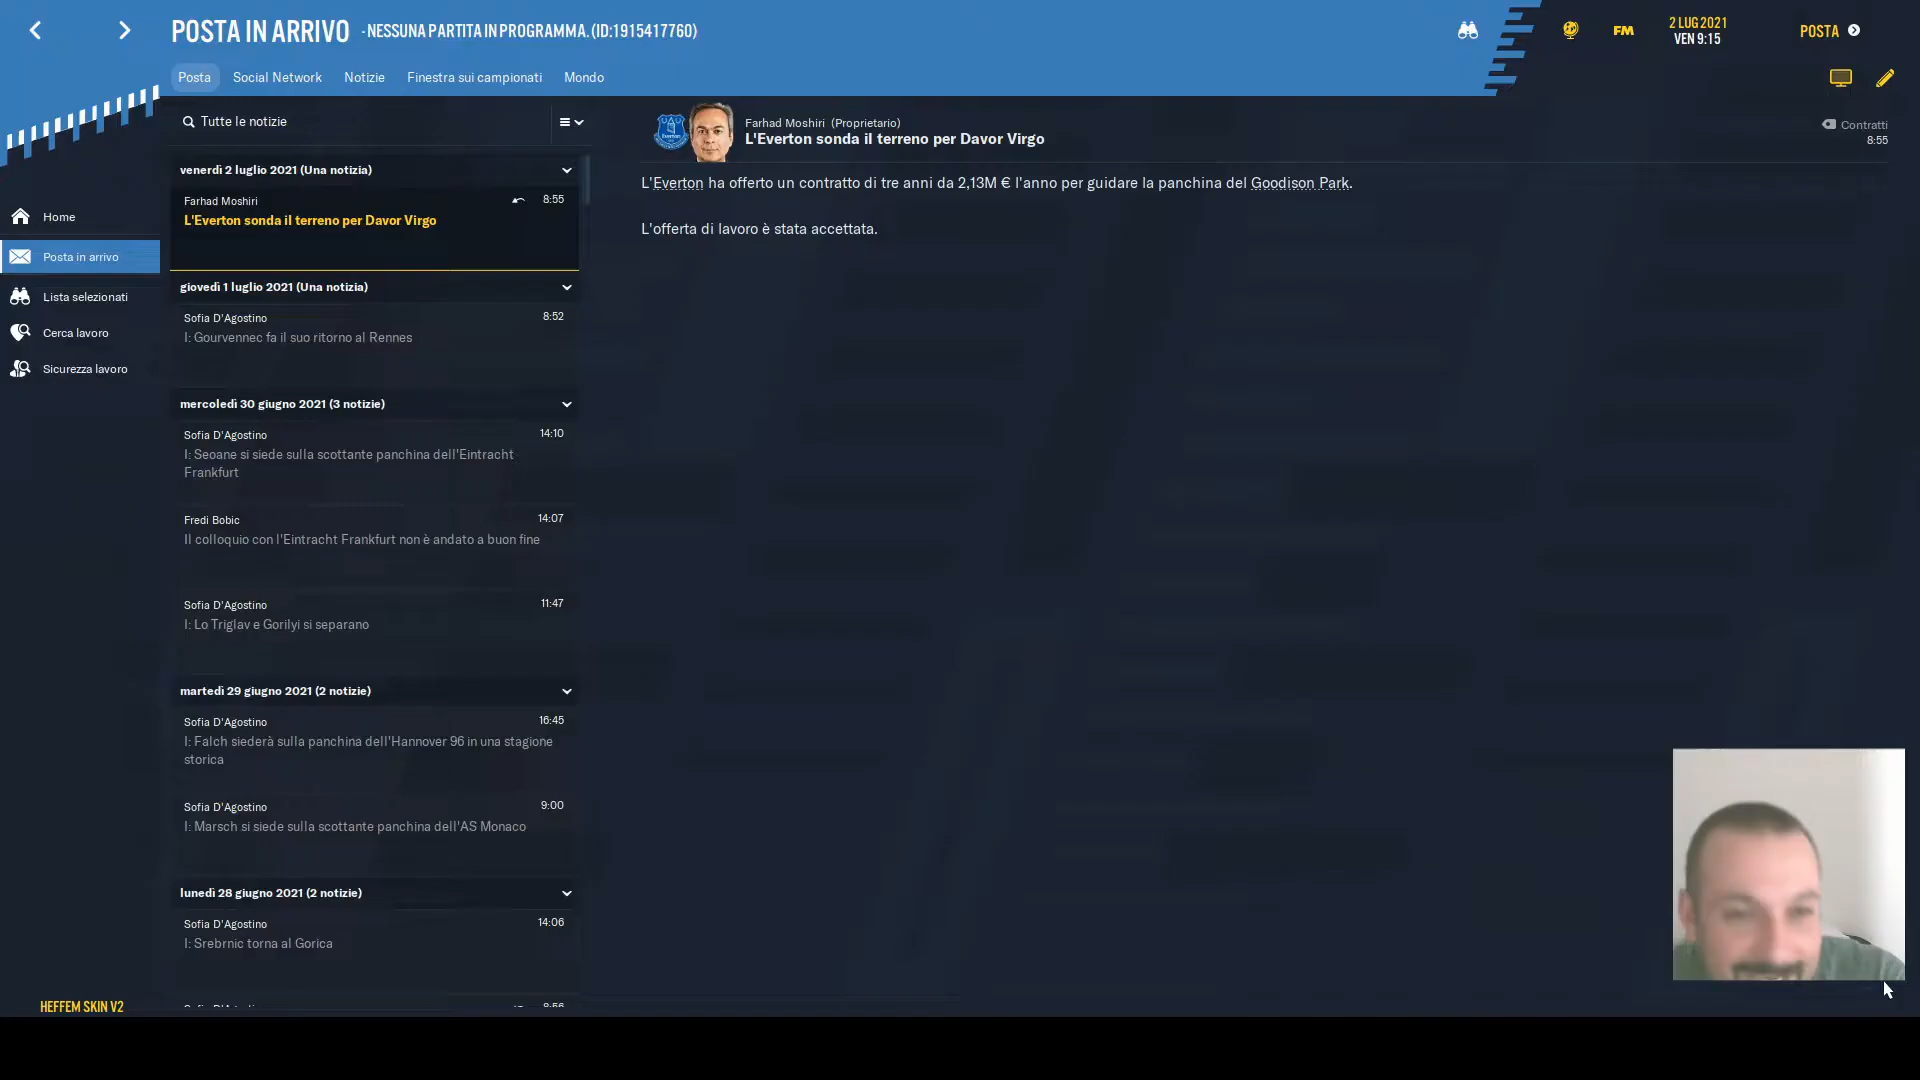 POSTA IN ARRIVO - NESSUNA PARTITA IN PROGRAMMA. (ID:1915417760)
FM
2 LUG 2021
VEN 9:15
POSTA
Posta
Social Network
Notizie
Finestra sui campionati
Mondo
Home
Posta in arrivo
Lista selezionati
Cerca lavoro
Sicurezza lavoro
HEFFEM SKIN V2
Tutte le notizie
venerdì 2 luglio 2021 (Una notizia)
Farhad Moshiri 8:55
L'Everton sonda il terreno per Davor Virgo
giovedì 1 luglio 2021 (Una notizia)
Sofia D'Agostino 8:52
I: Gourvennec fa il suo ritorno al Rennes
mercoledì 30 giugno 2021 (3 notizie)
Sofia D'Agostino 14:10
I: Seoane si siede sulla scottante panchina dell'Eintracht
Frankfurt
Fredi Bobic 14:07
Il colloquio con l'Eintracht Frankfurt non è andato a buon fine
Sofia D'Agostino 11:47
I: Lo Triglav e Gorilyi si separano
martedì 29 giugno 2021 (2 notizie)
Sofia D'Agostino 16:45
I: Falch siederà sulla panchina dell'Hannover 96 in una stagione
storica
Sofia D'Agostino 9:00
I: Marsch si siede sulla scottante panchina dell'AS Monaco
lunedì 28 giugno 2021 (2 notizie)
Sofia D'Agostino 14:06
I: Srebrnic torna al Gorica
Farhad Moshiri (Proprietario)
L'Everton sonda il terreno per Davor Virgo
Contratti
8:55
L'Everton ha offerto un contratto di tre anni da 2,13M € l'anno per guidare la panchina del Goodison Park.
L'offerta di lavoro è stata accettata.